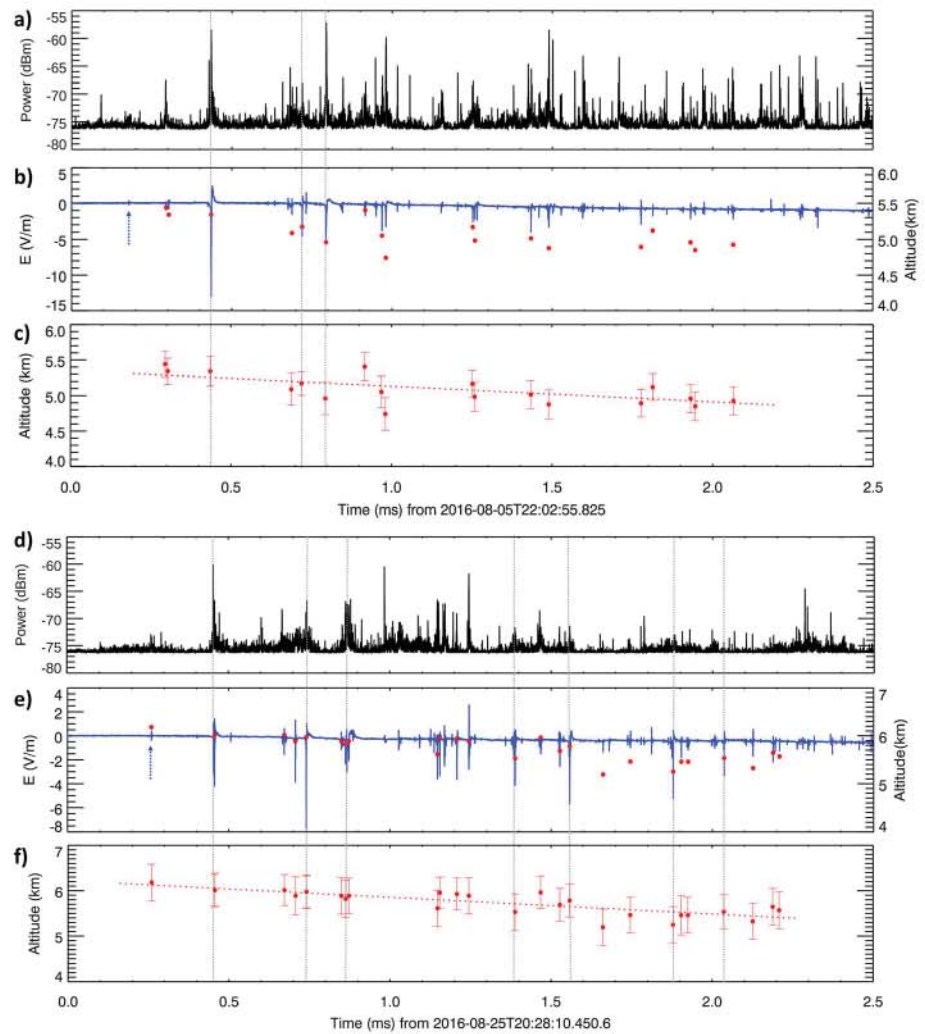 a)
-55
-60
-65
-70
-75
-80
Power (dBm)
b)
5
0
-5
-10
-15
E (V/m)
6.0
5.5
5.0
4.5
4.0
Altitude(km)
c)
6.0
5.5
5.0
4.5
4.0
Altitude (km)
0.0 0.5 1.0 1.5 2.0 2.5
Time (ms) from 2016-08-05T22:02:55.825
d)
-55
-60
-65
-70
-75
-80
Power (dBm)
e)
4
2
0
-2
-4
-6
-8
E (V/m)
7
6
5
4
Altitude(km)
f)
7
6
5
4
Altitude (km)
0.0 0.5 1.0 1.5 2.0 2.5
Time (ms) from 2016-08-25T20:28:10.450.6